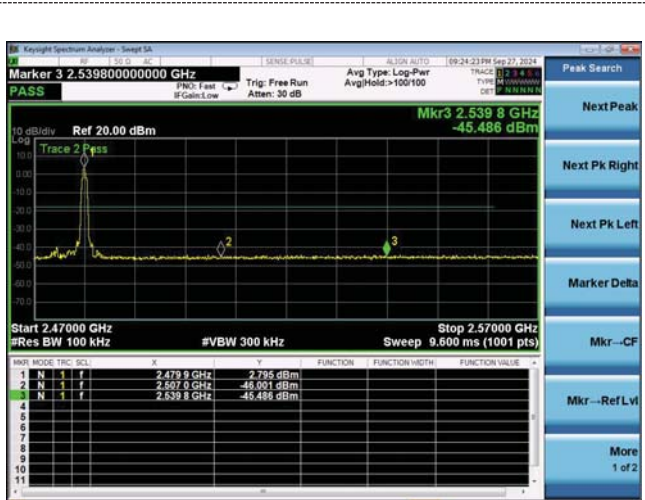 Keysight Spectrum Analyzer - Swept SA
RF 50 Ω AC SENSE:PULSE ALIGN AUTO 09:24:23 PM Sep 27, 2024
Marker 3 2.539800000000 GHz
PASS
PNO: Fast
IFGain:Low
Trig: Free Run
Atten: 30 dB
Avg Type: Log-Pwr
Avg|Hold:>100/100
TRACE 1 2 3 4 5 6
TYPE
DET P N N N N N
Peak Search
Mkr3 2.539 8 GHz
-45.486 dBm
10 dB/div Ref 20.00 dBm
Log
Trace 2 Pass
1
2
3
10.0
0.00
-10.0
-20.0
-30.0
-40.0
-50.0
-60.0
-70.0
Start 2.47000 GHz Stop 2.57000 GHz
#Res BW 100 kHz #VBW 300 kHz Sweep 9.600 ms (1001 pts)
MKR MODE TRC SCL X Y FUNCTION FUNCTION WIDTH FUNCTION VALUE
1 N 1 f 2.479 9 GHz 2.795 dBm
2 N 1 f 2.507 0 GHz -46.001 dBm
3 N 1 f 2.539 8 GHz -45.486 dBm
4
5
6
7
8
9
10
11
Next Peak
Next Pk Right
Next Pk Left
Marker Delta
Mkr→CF
Mkr→Ref Lvl
More
1 of 2